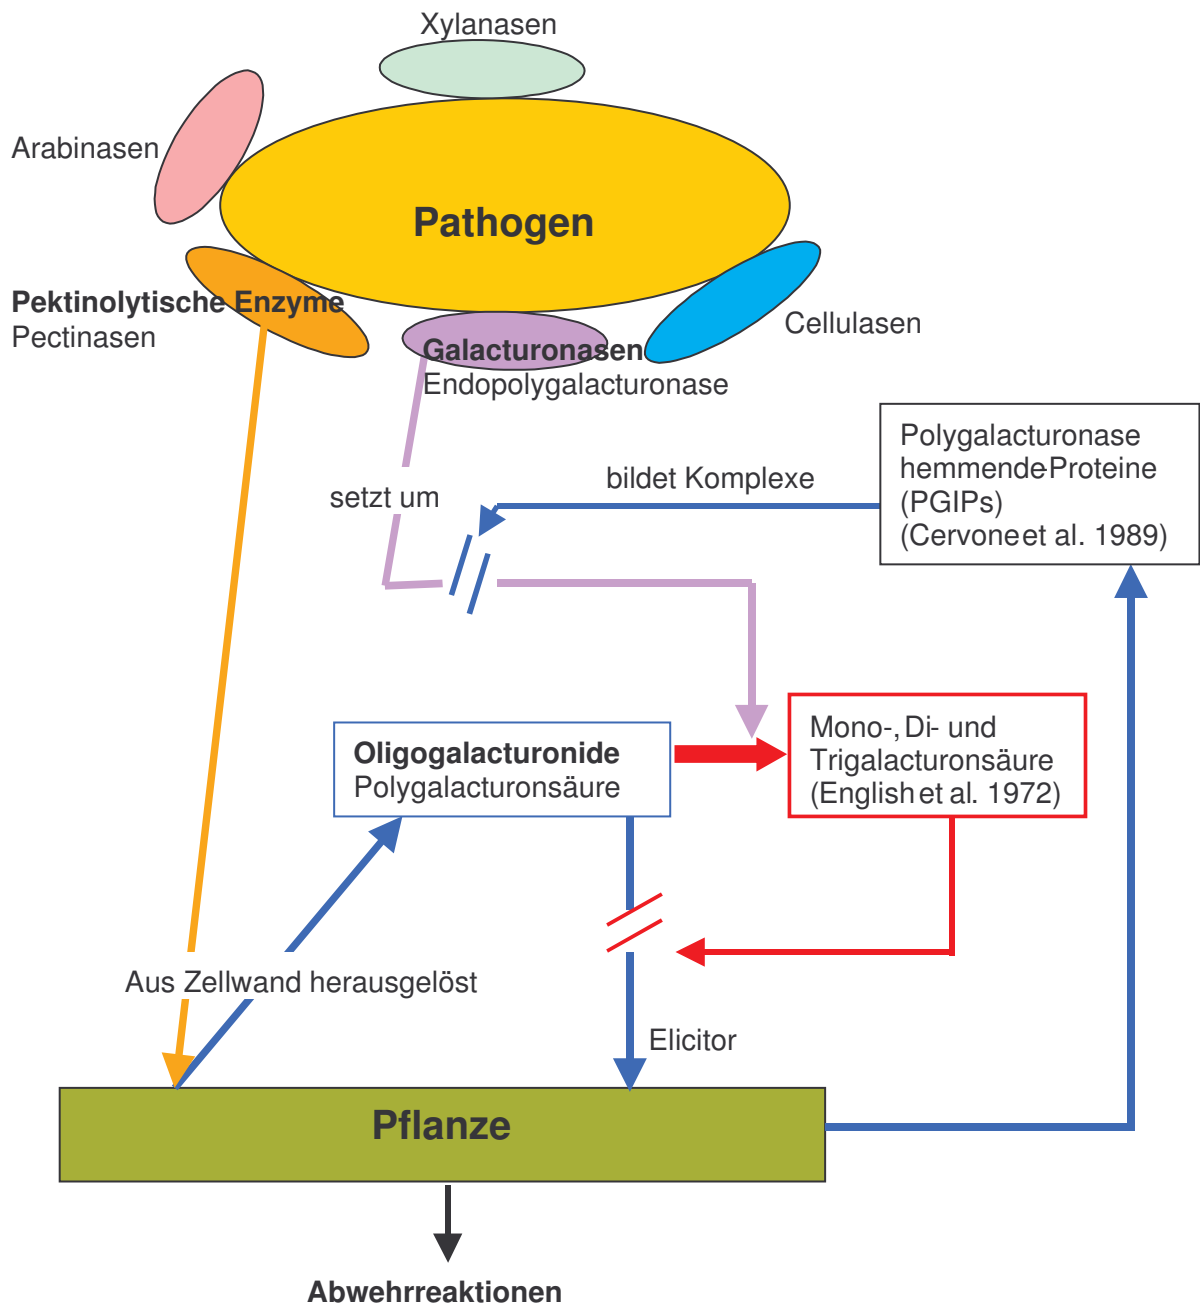 Xylanasen
Arabinasen
Pathogen
Pektinolytische Enzyme
Pectinasen
Cellulasen
Galacturonasen
Endopolygalacturonase
Polygalacturonase
hemmende-Proteine
(PGIPs)
(Cervone et al. 1989)
bildet Komplexe
setzt um
Oligogalacturonide
Polygalacturonsäure
Mono-, Di- und
Trigalacturonsäure
(English et al. 1972)
Aus Zellwand herausgelöst
Elicitor
Pflanze
Abwehrreaktionen